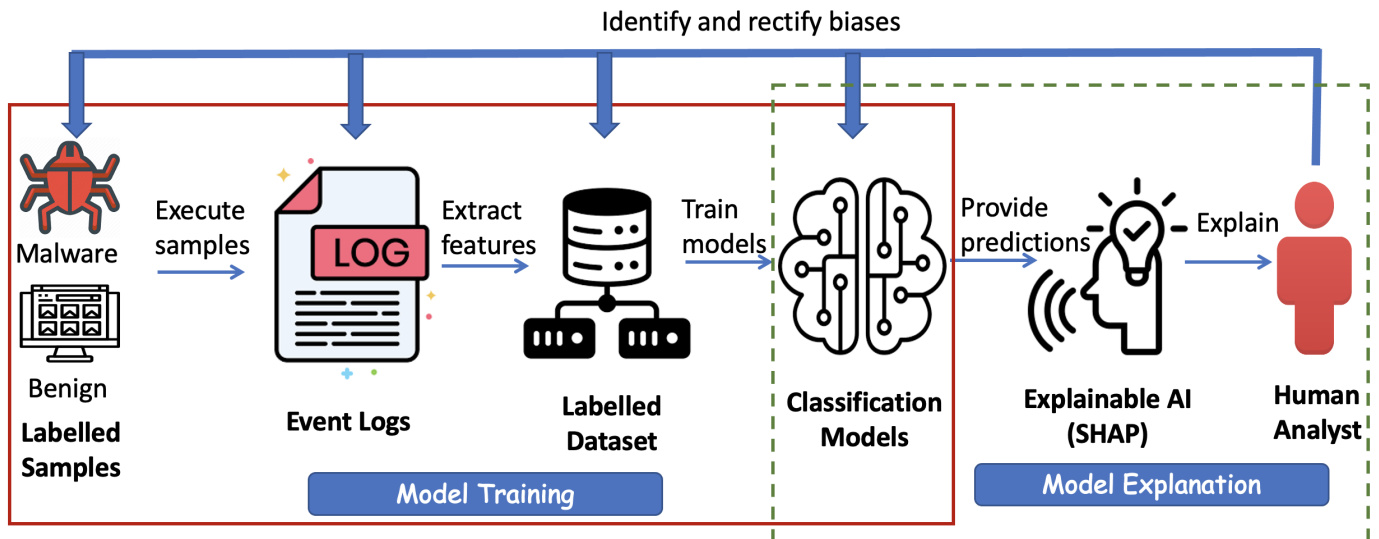 Identify and rectify biases
Malware
Benign
Labelled
Samples
Execute
samples
LOG
Event Logs
Extract
features
Labelled
Dataset
Train
models
Classification
Models
Provide
predictions
Explainable AI
(SHAP)
Explain
Human
Analyst
Model Training
Model Explanation